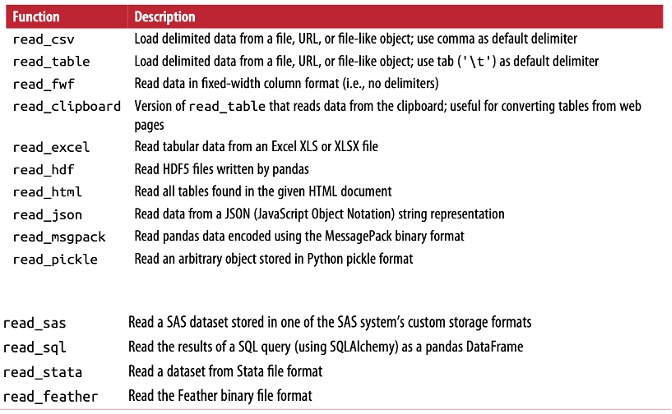 Function Description
read_csv Load delimited data from a file, URL, or file-like object; use comma as default delimiter
read_table Load delimited data from a file, URL, or file-like object; use tab ('\t') as default delimiter
read_fwf Read data in fixed-width column format (i.e., no delimiters)
read_clipboard Version of read_table that reads data from the clipboard; useful for converting tables from web
pages
read_excel Read tabular data from an Excel XLS or XLSX file
read_hdf Read HDF5 files written by pandas
read_html Read all tables found in the given HTML document
read_json Read data from a JSON (JavaScript Object Notation) string representation
read_msgpack Read pandas data encoded using the MessagePack binary format
read_pickle Read an arbitrary object stored in Python pickle format
read_sas Read a SAS dataset stored in one of the SAS system's custom storage formats
read_sql Read the results of a SQL query (using SQLAlchemy) as a pandas DataFrame
read_stata Read a dataset from Stata file format
read_feather Read the Feather binary file format